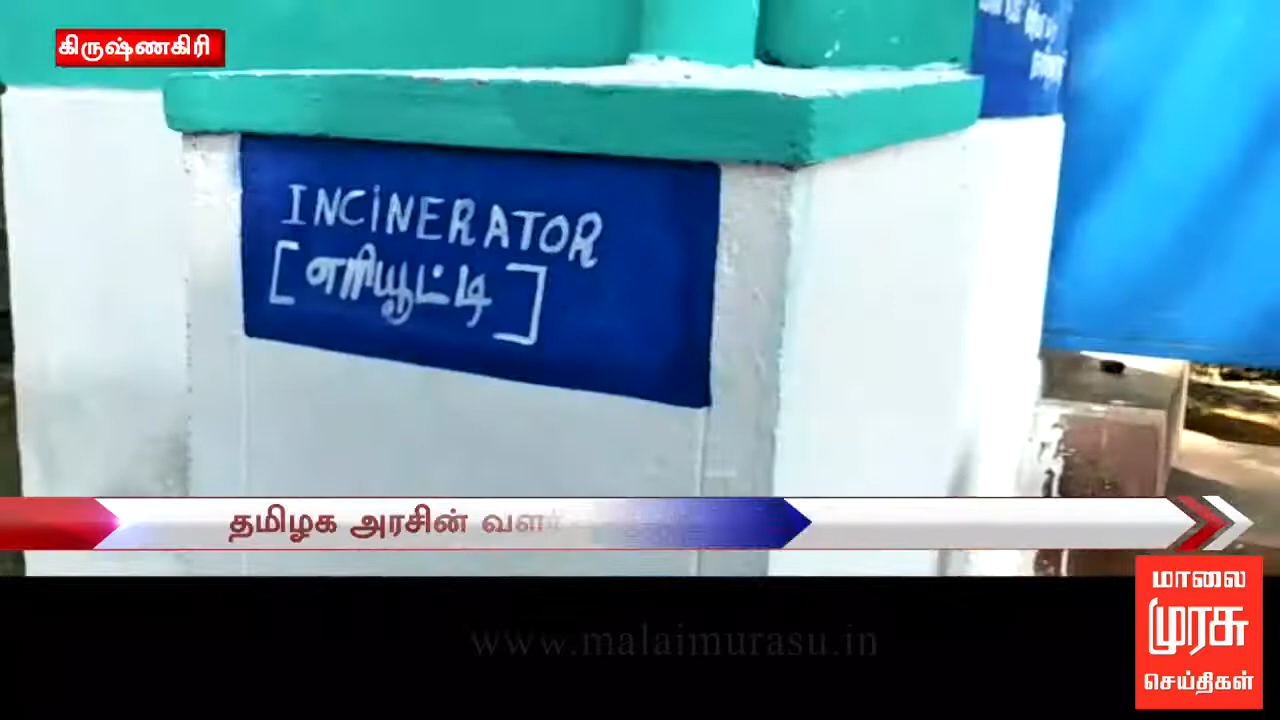 கிருஷ்ணகிரி
INCINERATOR
[எரியூட்டி]
தமிழக அரசின்
www.malaimurasu.in
மாலை
முரசு
செய்திகள்